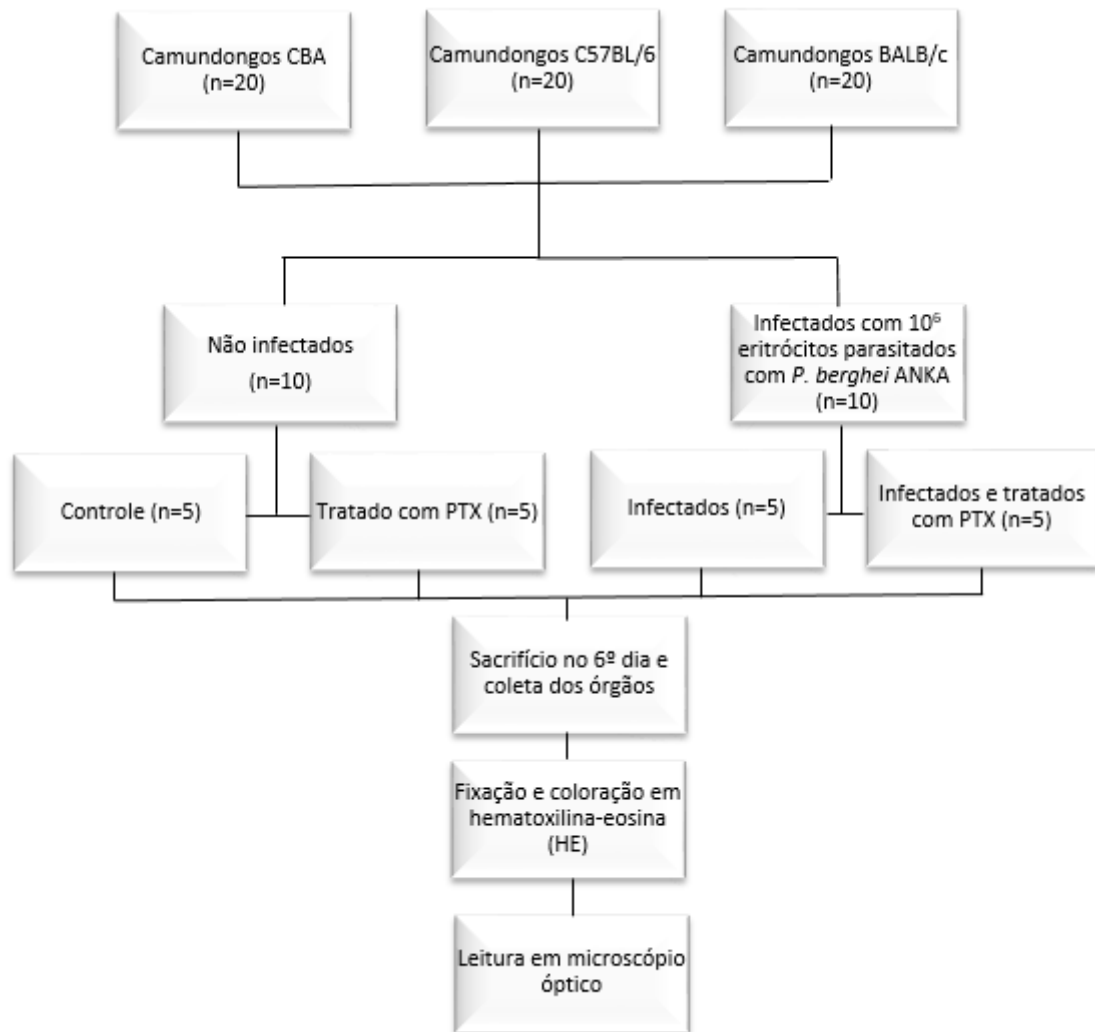 Camundongos CBA
(n=20)
Camundongos C57BL/6
(n=20)
Camundongos BALB/c
(n=20)
Não infectados
(n=10)
Infectados com 10⁶
eritrócitos parasitados
com P. berghei ANKA
(n=10)
Controle (n=5)
Tratado com PTX (n=5)
Infectados (n=5)
Infectados e tratados
com PTX (n=5)
Sacrifício no 6º dia e
coleta dos órgãos
Fixação e coloração em
hematoxilina-eosina
(HE)
Leitura em microscópio
óptico